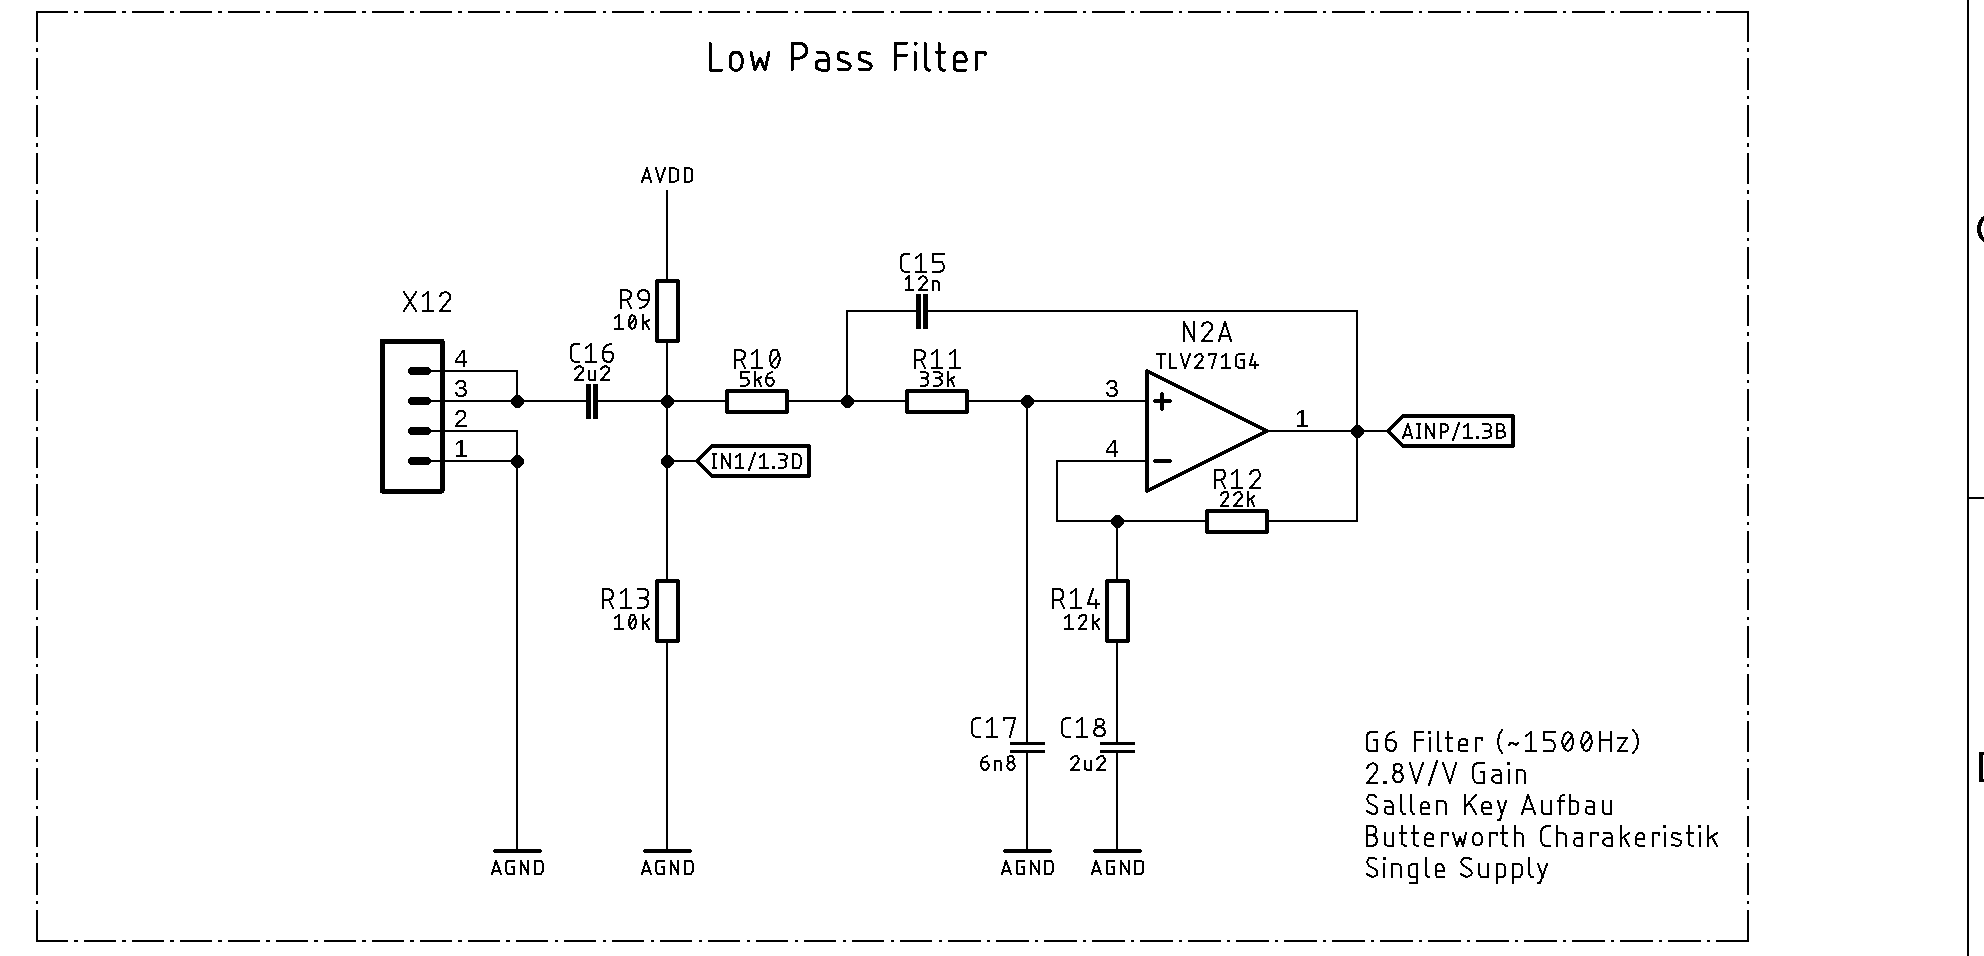 Low Pass Filter
AVDD
C15
12n
X12
R9
10k
N2A
TLV271G4
C16
2u2
R10
5k6
R11
33k
4
3
2
1
3
4
1
AINP/1.3B
IN1/1.3D
R12
22k
R13
10k
R14
12k
C17
6n8
C18
2u2
G6 Filter (~1500Hz)
2.8V/V Gain
Sallen Key Aufbau
Butterworth Charakeristik
Single Supply
AGND
AGND
AGND
AGND